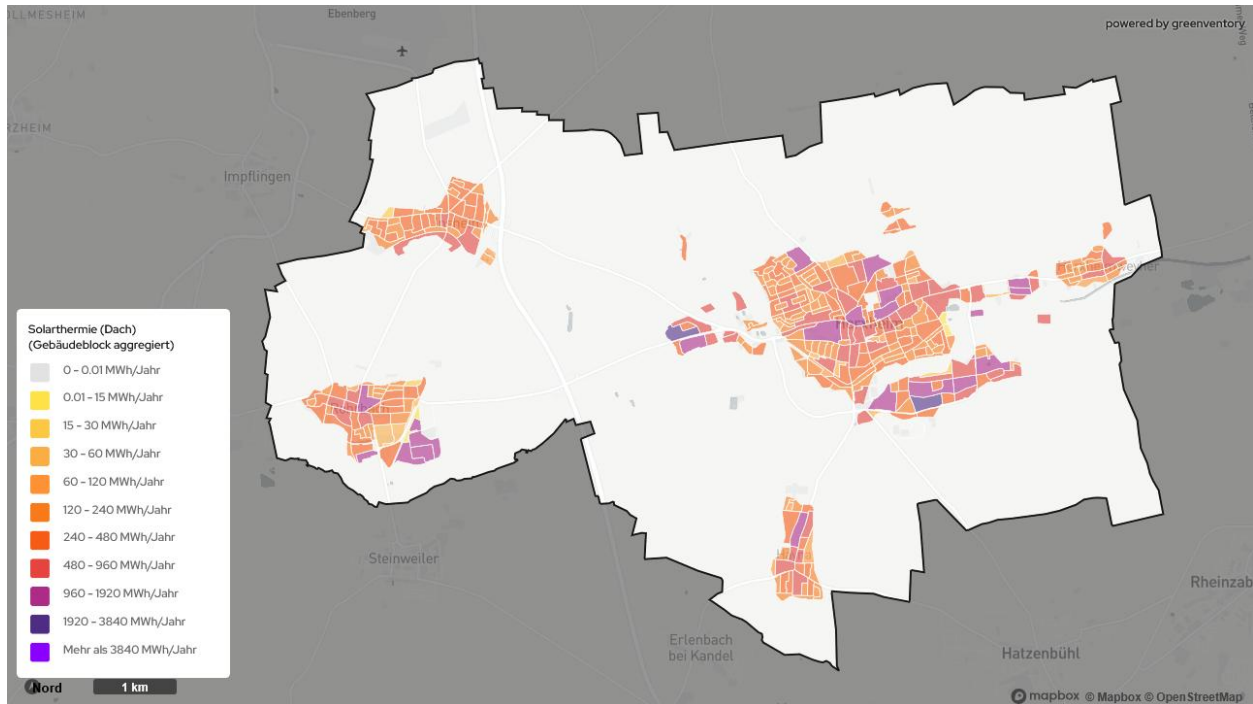 Ebenberg
powered by greenventory
Impflingen
Solarthermie (Dach)
(Gebäudeblock aggregiert)
0 - 0.01 MWh/Jahr
0.01 - 15 MWh/Jahr
15 - 30 MWh/Jahr
30 - 60 MWh/Jahr
60 - 120 MWh/Jahr
120 - 240 MWh/Jahr
240 - 480 MWh/Jahr
480 - 960 MWh/Jahr
960 - 1920 MWh/Jahr
1920 - 3840 MWh/Jahr
Mehr als 3840 MWh/Jahr
Steinweiler
Rheinzab
Erlenbach
bei Kandel
Hatzenbühl
Nord
1 km
mapbox © Mapbox © OpenStreetMap